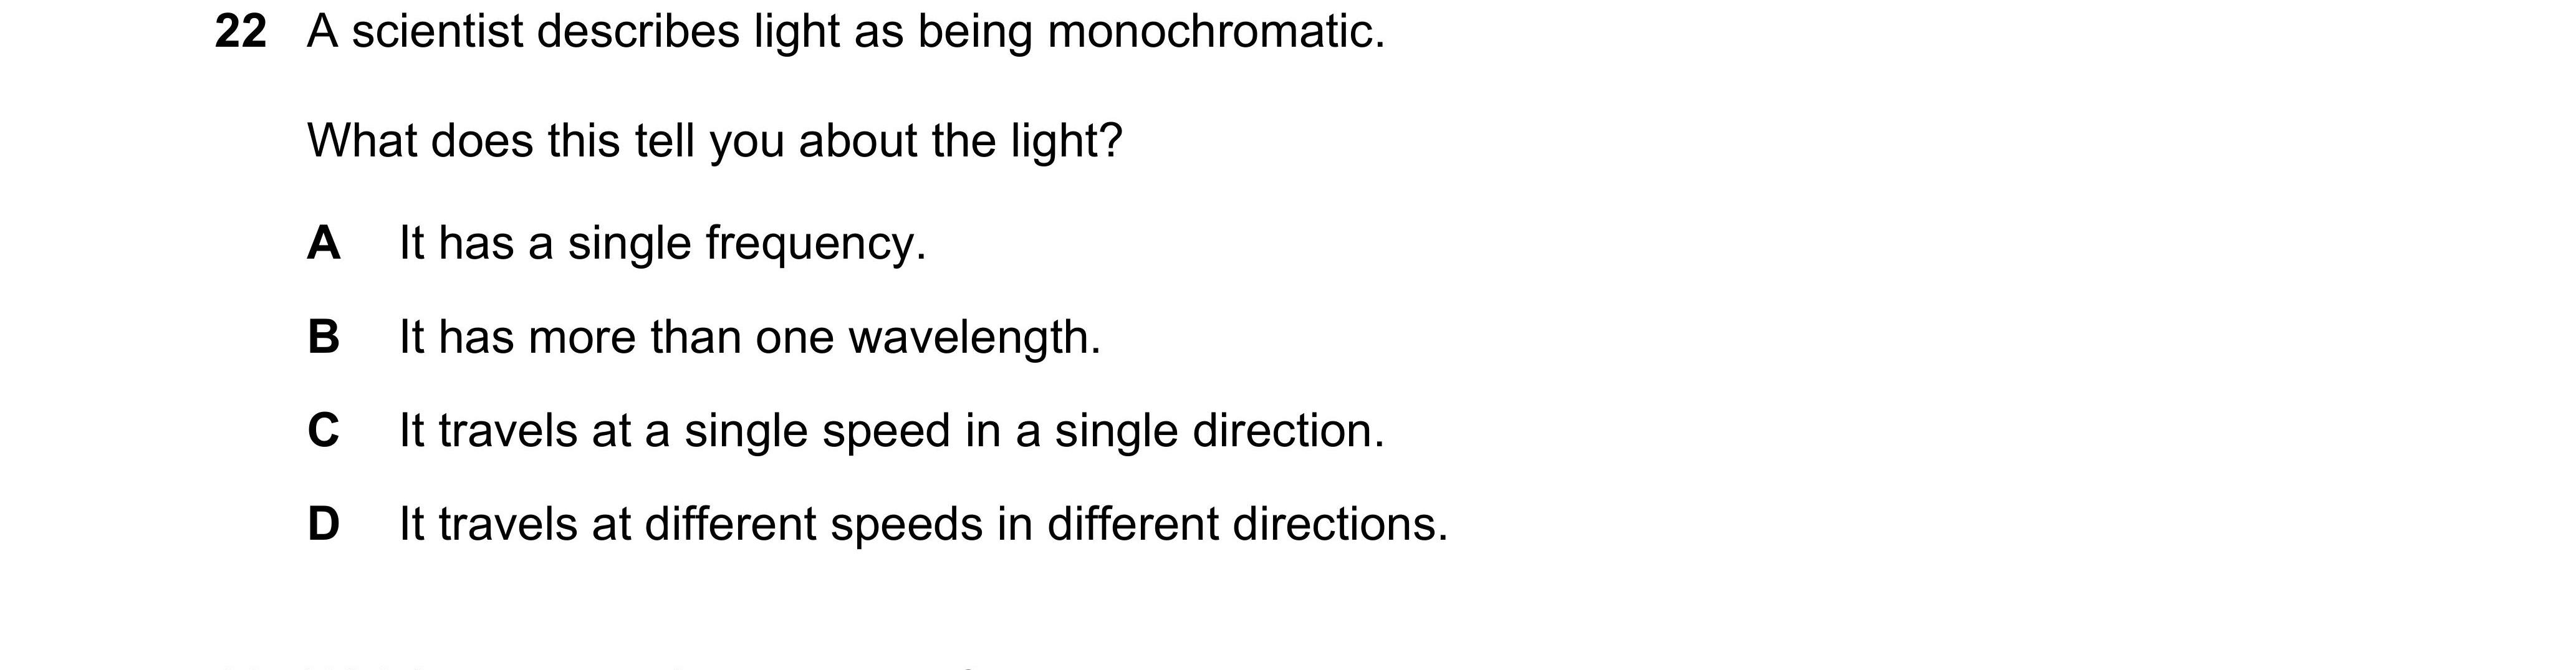 22 A scientist describes light as being monochromatic.
What does this tell you about the light?
A It has a single frequency.
B It has more than one wavelength.
C It travels at a single speed in a single direction.
D It travels at different speeds in different directions.